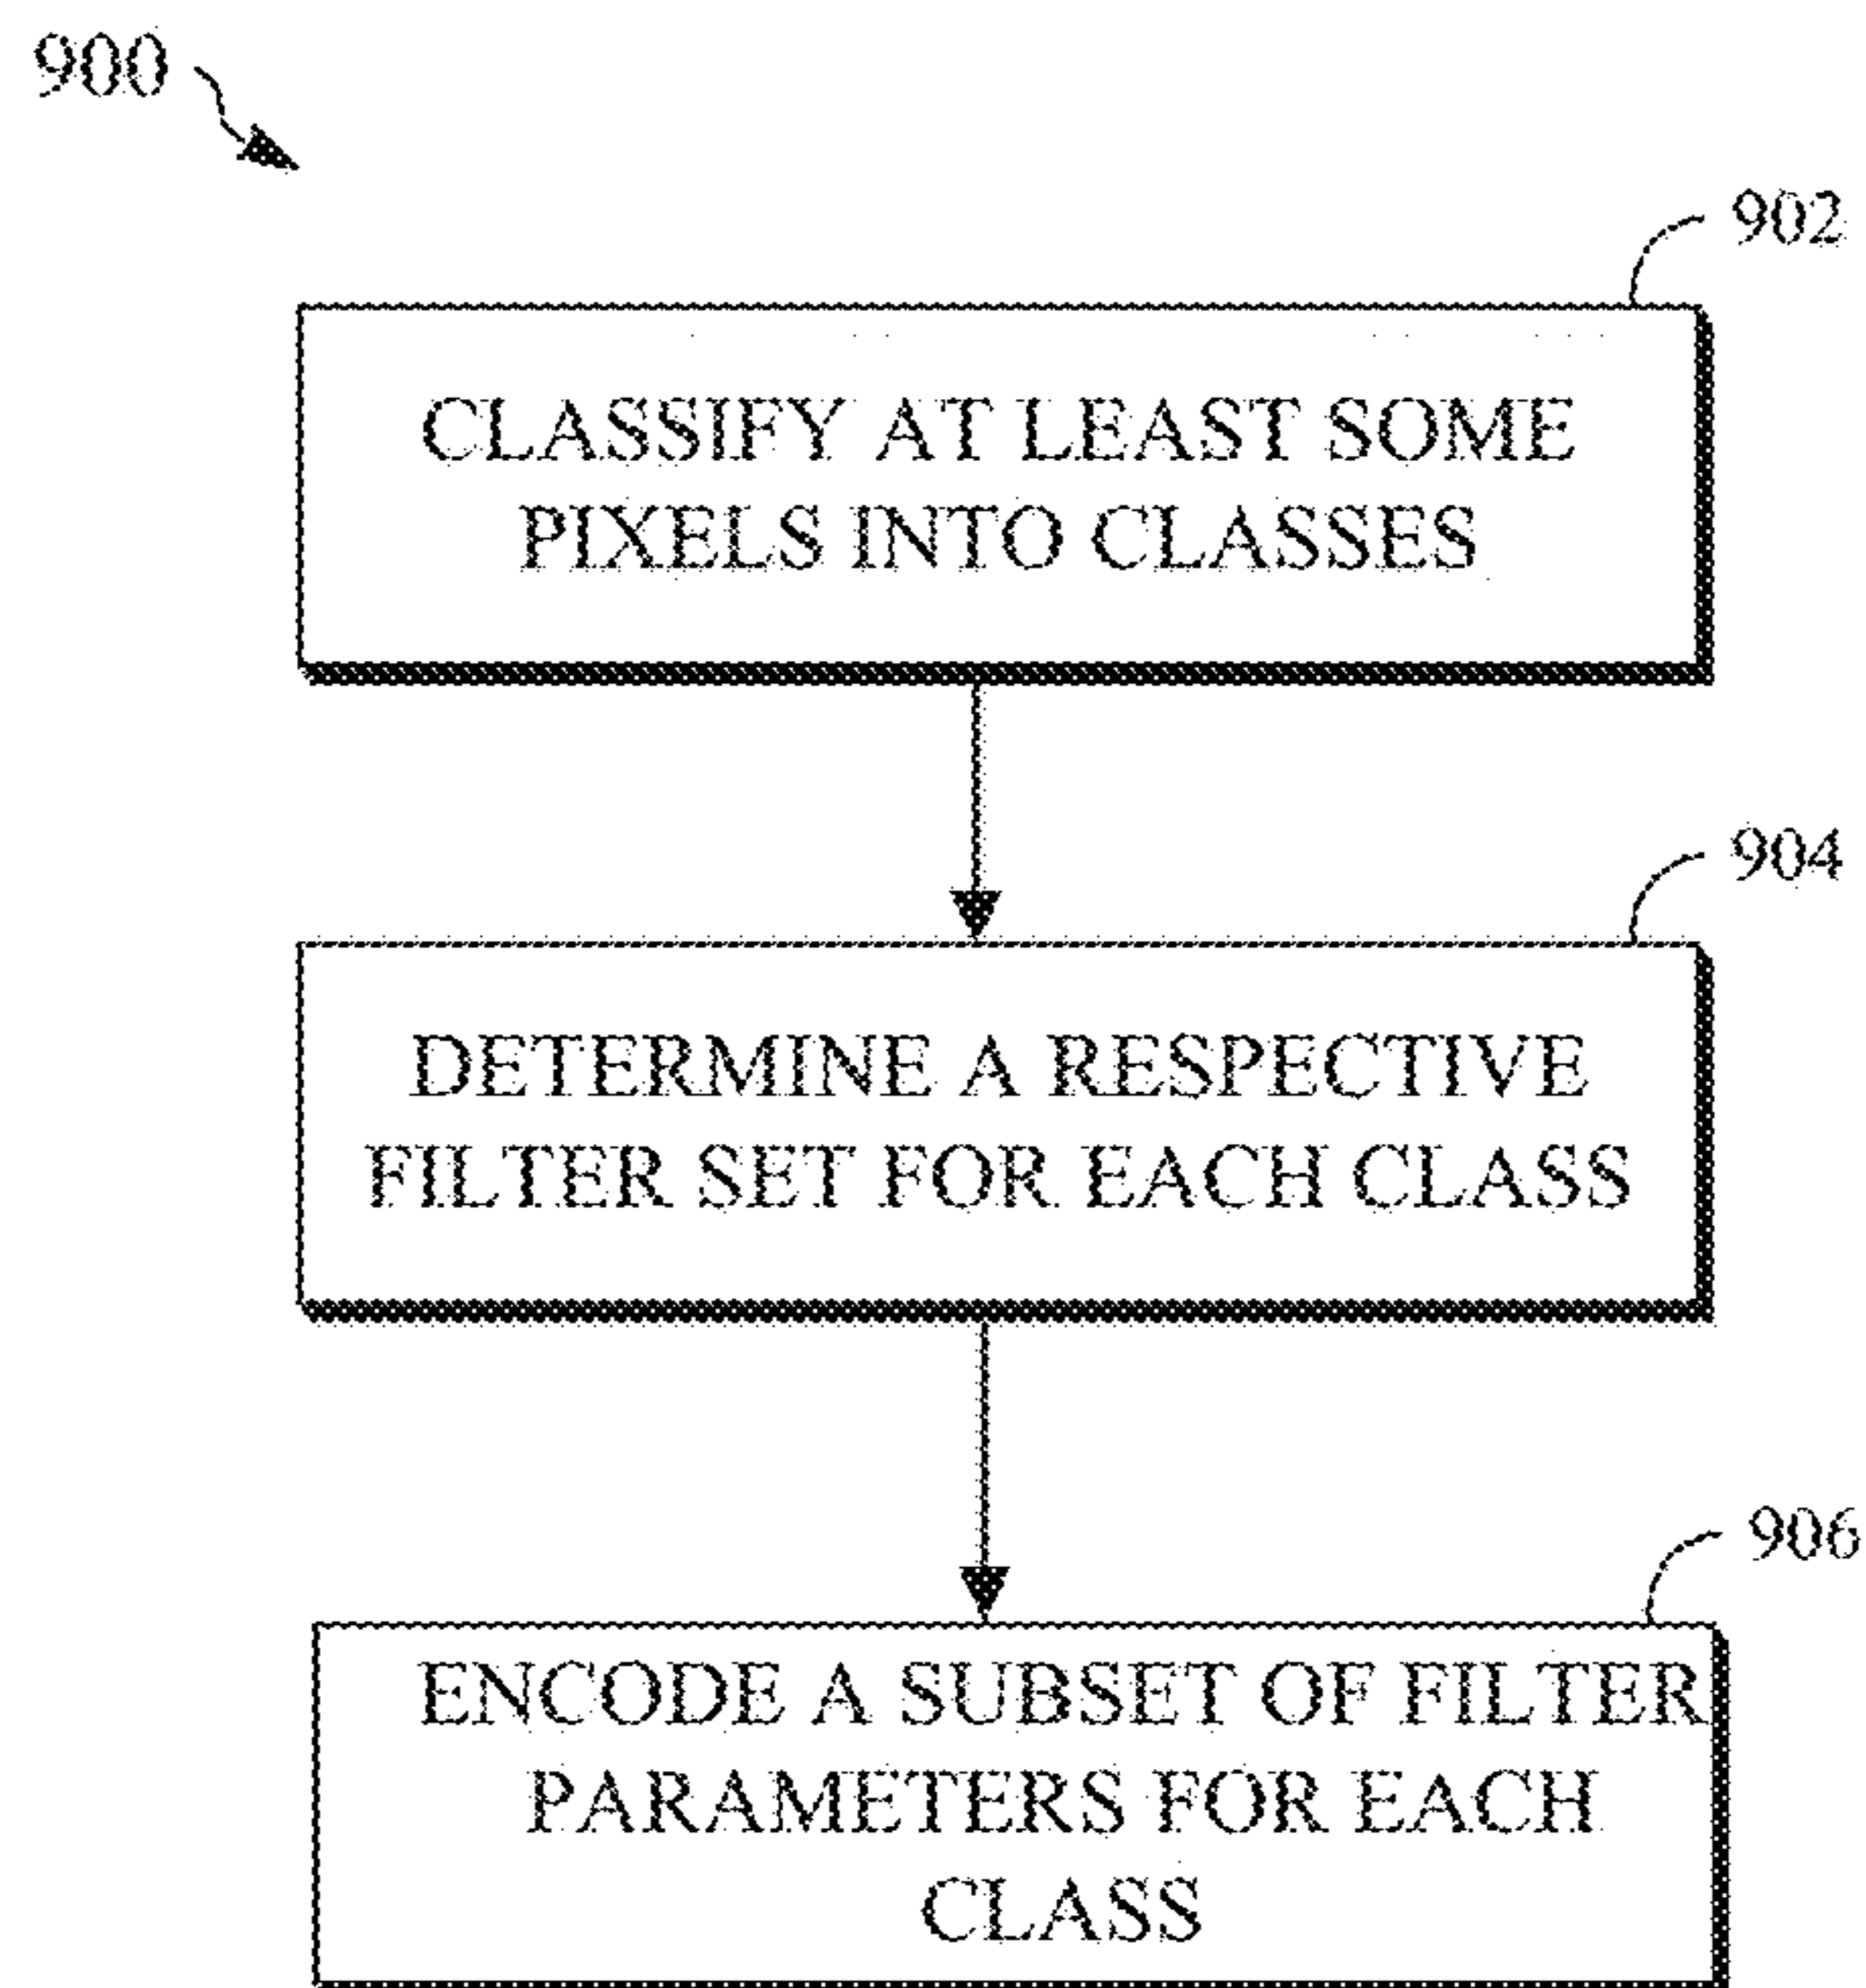 900
902
CLASSIFY AT LEAST SOME
PIXELS INTO CLASSES
904
DETERMINE A RESPECTIVE
FILTER SET FOR EACH CLASS
906
ENCODE A SUBSET OF FILTER
PARAMETERS FOR EACH
CLASS